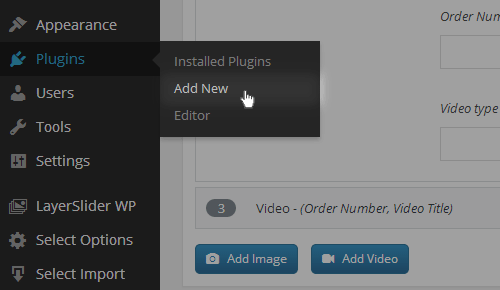 Appearance
Plugins
Users
Tools
Settings
LayerSlider WP
Select Options
Select Import
Installed Plugins
Add New
Editor
Order Num
Video type
3 Video - (Order Number, Video Title)
Add Image
Add Video